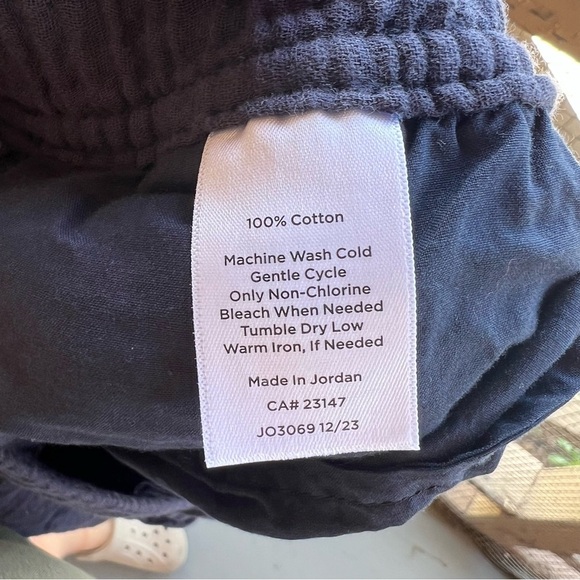 100% Cotton
Machine Wash Cold
Gentle Cycle
Only Non-Chlorine
Bleach When Needed
Tumble Dry Low
Warm Iron, If Needed
Made In Jordan
CA# 23147
JO3069 12/23